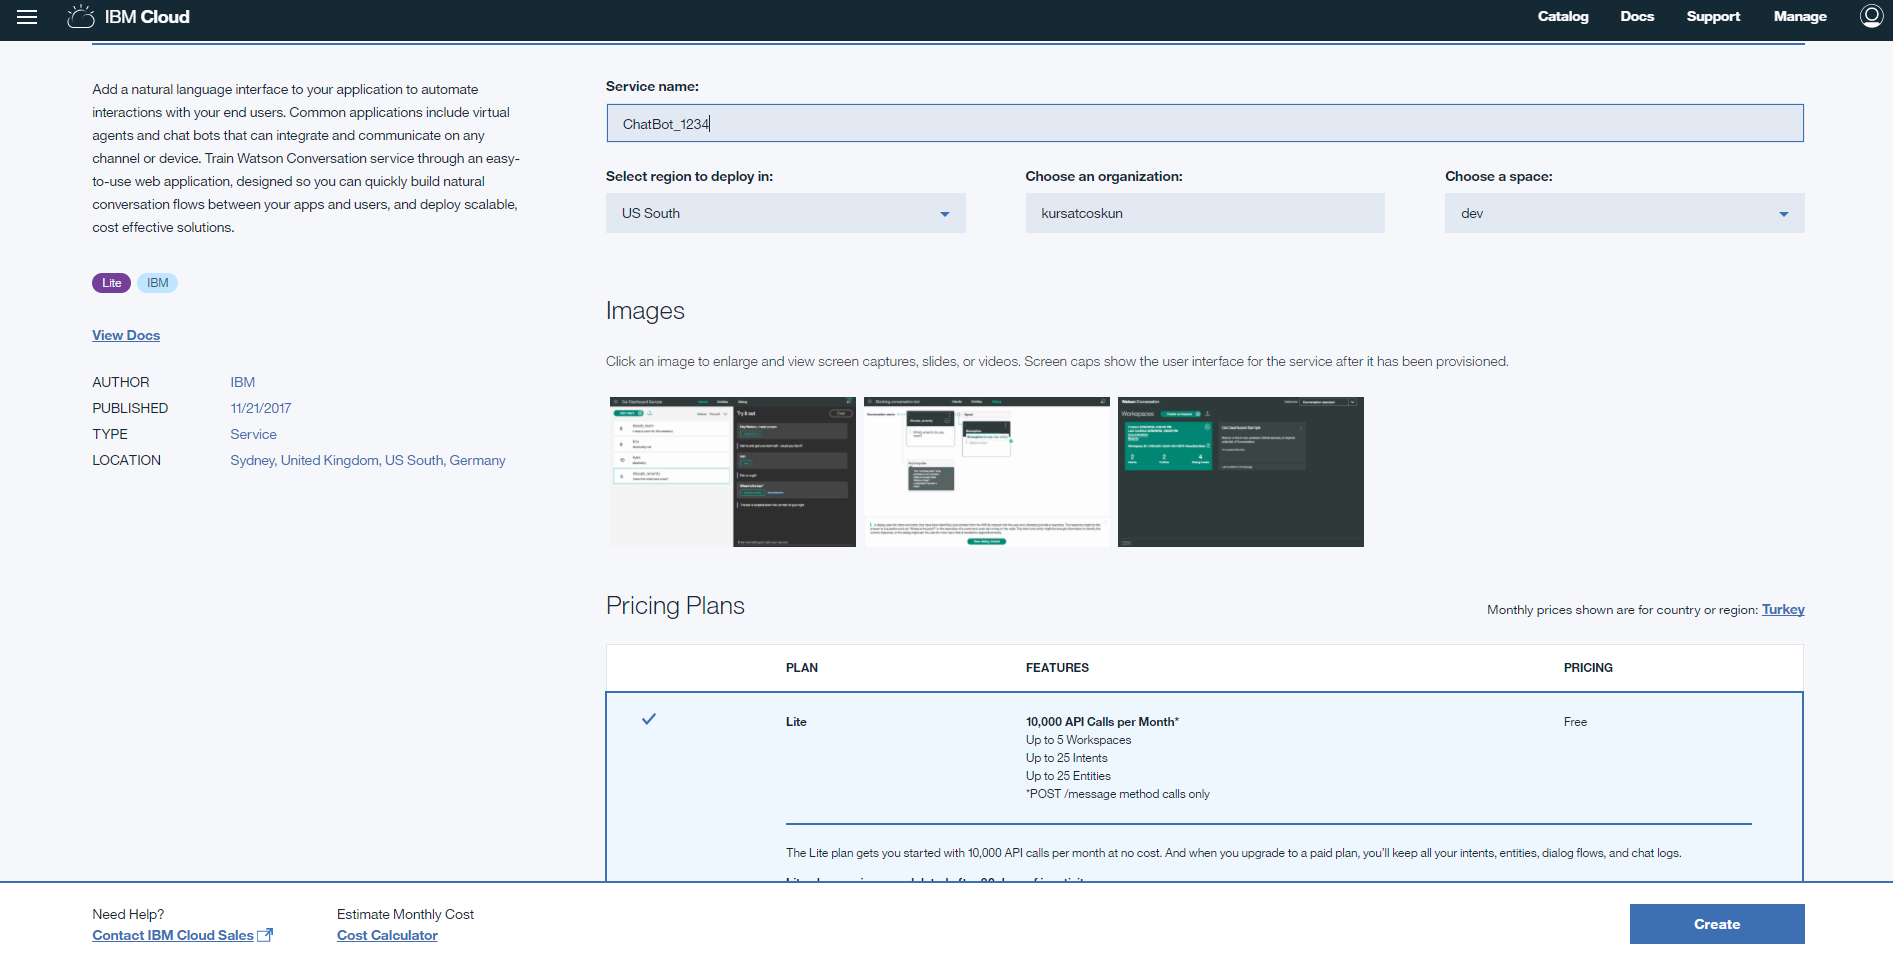 IBM Cloud
Catalog
Docs
Support
Manage
Add a natural language interface to your application to automate
interactions with your end users. Common applications include virtual
agents and chat bots that can integrate and communicate on any
channel or device. Train Watson Conversation service through an easy-
to-use web application, designed so you can quickly build natural
conversation flows between your apps and users, and deploy scalable,
cost effective solutions.
Lite
IBM
View Docs
AUTHOR IBM
PUBLISHED 11/21/2017
TYPE Service
LOCATION Sydney, United Kingdom, US South, Germany
Service name:
ChatBot_1234
Select region to deploy in:
US South
Choose an organization:
kursatcoskun
Choose a space:
dev
Images
Click an image to enlarge and view screen captures, slides, or videos. Screen caps show the user interface for the service after it has been provisioned.
Try it out
Watson Conversation
Workspaces
Pricing Plans
Monthly prices shown are for country or region: Turkey
PLAN FEATURES PRICING
Lite
10,000 API Calls per Month*
Up to 5 Workspaces
Up to 25 Intents
Up to 25 Entities
*POST /message method calls only
Free
The Lite plan gets you started with 10,000 API calls per month at no cost. And when you upgrade to a paid plan, you'll keep all your intents, entities, dialog flows, and chat logs.
Need Help?
Contact IBM Cloud Sales
Estimate Monthly Cost
Cost Calculator
Create